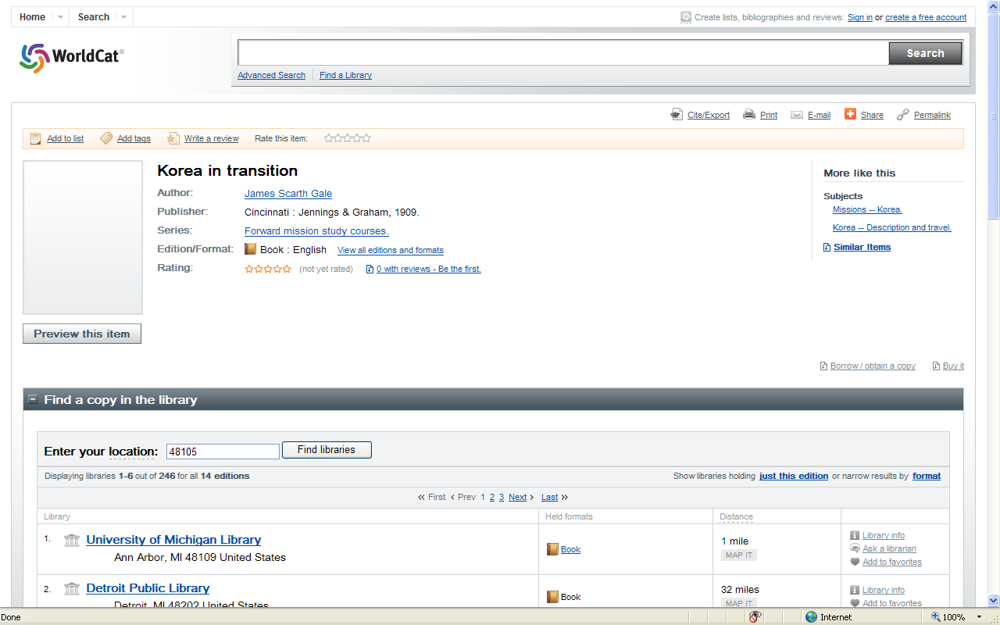 Home Search Create lists, bibliographies and reviews: Sign in or create a free account
WorldCat®
Search
Advanced Search Find a Library
Cite/Export Print E-mail Share Permalink
Add to list Add tags Write a review Rate this item:
Korea in transition
Author: James Scarth Gale
Publisher: Cincinnati : Jennings & Graham, 1909.
Series: Forward mission study courses.
Edition/Format: Book : English View all editions and formats
Rating: (not yet rated) 0 with reviews - Be the first.
More like this
Subjects
Missions -- Korea.
Korea -- Description and travel.
Similar Items
Preview this item
Borrow / obtain a copy Buy it
Find a copy in the library
Enter your location: 48105 Find libraries
Displaying libraries 1-6 out of 246 for all 14 editions Show libraries holding just this edition or narrow results by format
« First ‹ Prev 1 2 3 Next › Last »
Library Held formats Distance
1. University of Michigan Library
Ann Arbor, MI 48109 United States
Book
1 mile
MAP IT
Library info
Ask a librarian
Add to favorites
2. Detroit Public Library
Detroit, MI 48202 United States
Book
32 miles
MAP IT
Library info
Add to favorites
Done Internet 100%